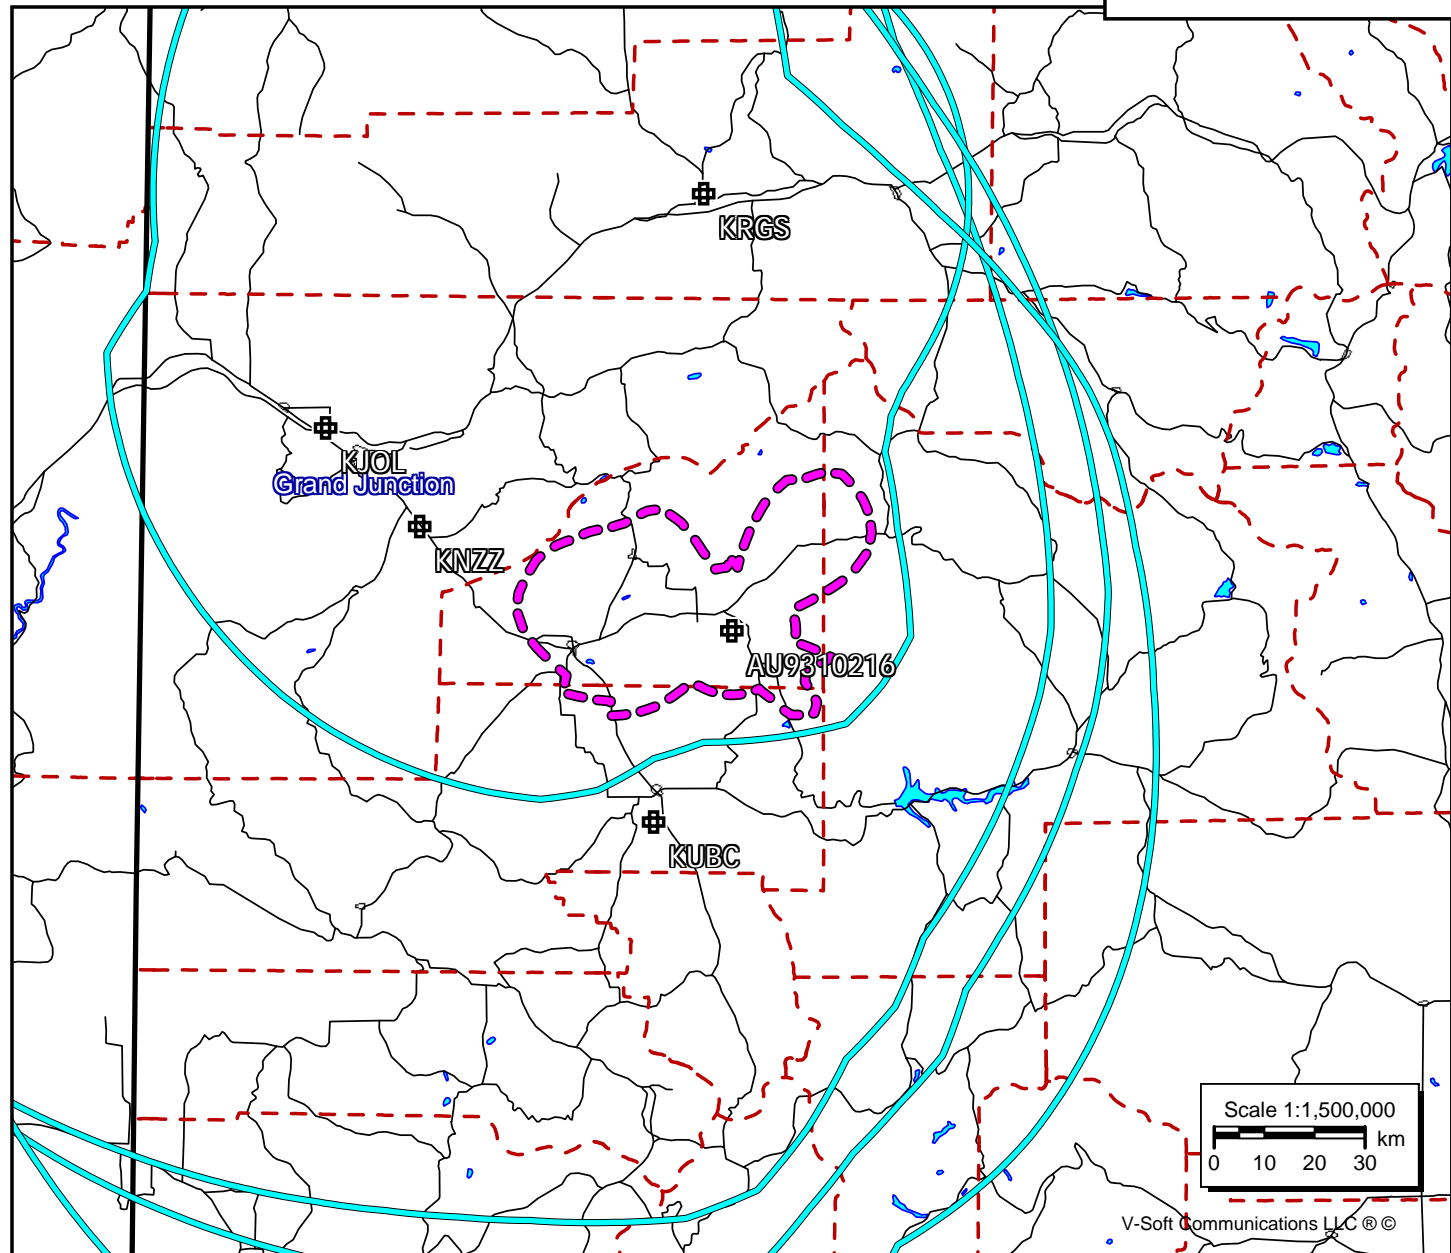 KRGS
KJOL
Grand Junction
KNZZ
AU9310216
KUBC
Scale 1:1,500,000
km
0 10 20 30
V-Soft Communications LLC ® ©